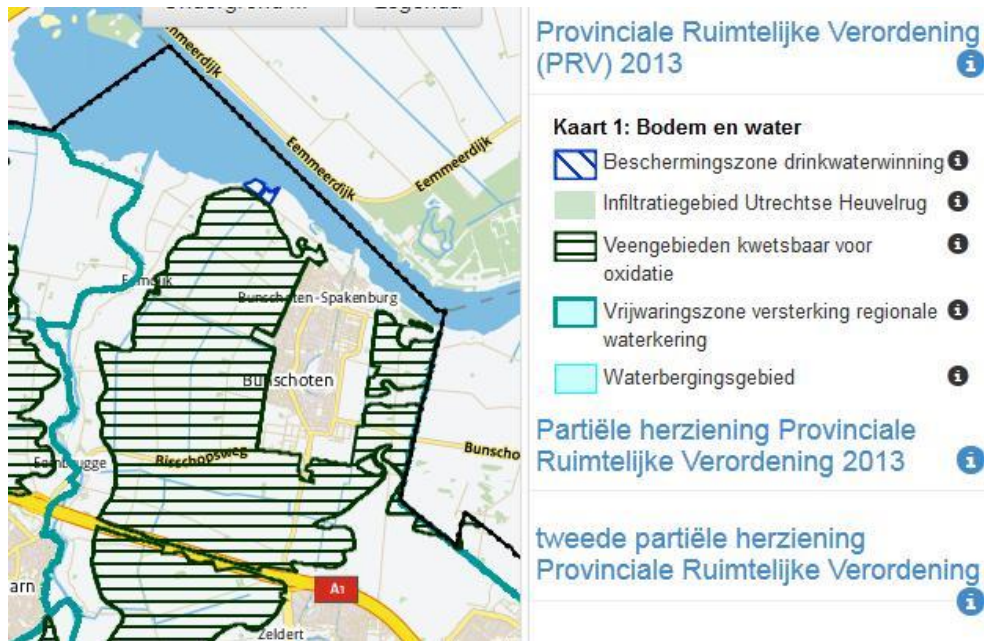 Provinciale Ruimtelijke Verordening
(PRV) 2013
Kaart 1: Bodem en water
Beschermingszone drinkwaterwinning
Infiltratiegebied Utrechtse Heuvelrug
Veengebieden kwetsbaar voor
oxidatie
Vrijwaringszone versterking regionale
waterkering
Waterbergingsgebied
Partiële herziening Provinciale
Ruimtelijke Verordening 2013
tweede partiële herziening
Provinciale Ruimtelijke Verordening
Eemmeerdijk
Eemmeerdijk
Eemmeerdijk
Bunschoten-Spakenburg
Bunschoten
Bunscho
Bisschopsweg
arn
A1
Zeldert